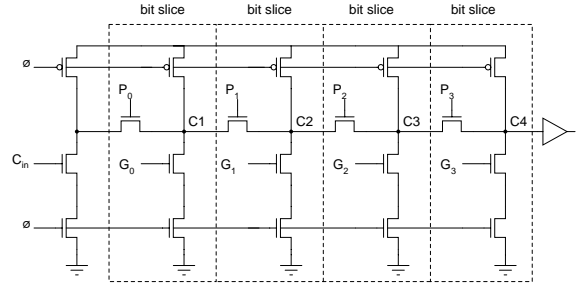 bit slice bit slice bit slice bit slice
ø
P0 P1 P2 P3
C1 C2 C3 C4
Cin G0 G1 G2 G3
ø